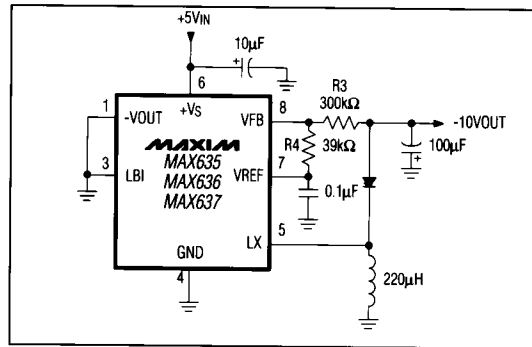 +5VIN
10µF
+
6
R3
300kΩ
1
-VOUT
+VS
VFB
8
-10VOUT
MAXIM
R4
39kΩ
100µF
+
3
LBI
MAX635
MAX636
MAX637
VREF
7
0.1µF
LX
5
GND
4
220µH